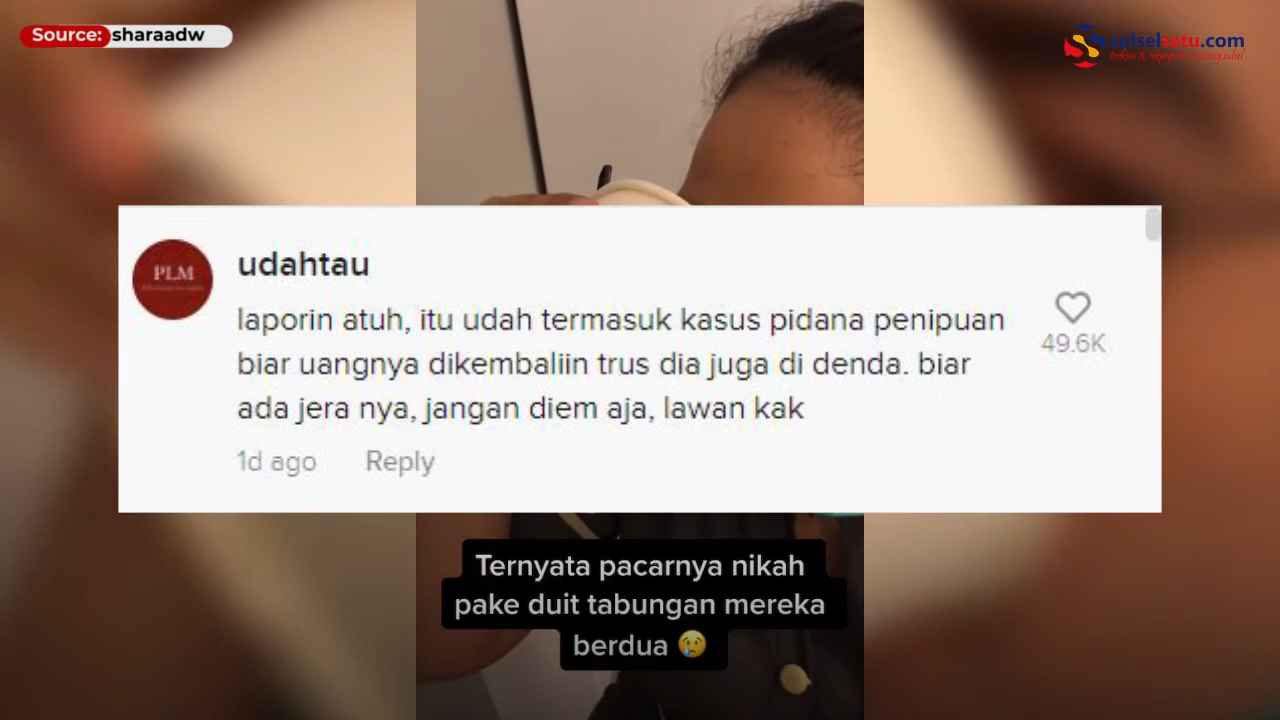 Source: sharaadw
sulselsatu.com
PLM
udahtau
laporin atuh, itu udah termasuk kasus pidana penipuan
biar uangnya dikembaliin trus dia juga di denda. biar
ada jera nya, jangan diem aja, lawan kak
49.6K
1d ago Reply
Ternyata pacarnya nikah
pake duit tabungan mereka
berdua 😢